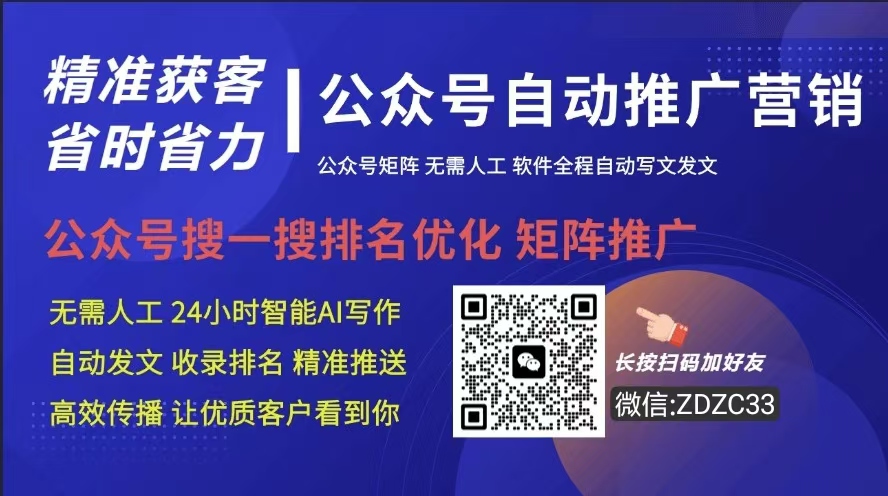 精准获客
省时省力
公众号自动推广营销
公众号矩阵 无需人工 软件全程自动写文发文
公众号搜一搜排名优化 矩阵推广
无需人工 24小时智能AI写作
自动发文 收录排名 精准推送
高效传播 让优质客户看到你
长按扫码加好友
微信:ZDZC33